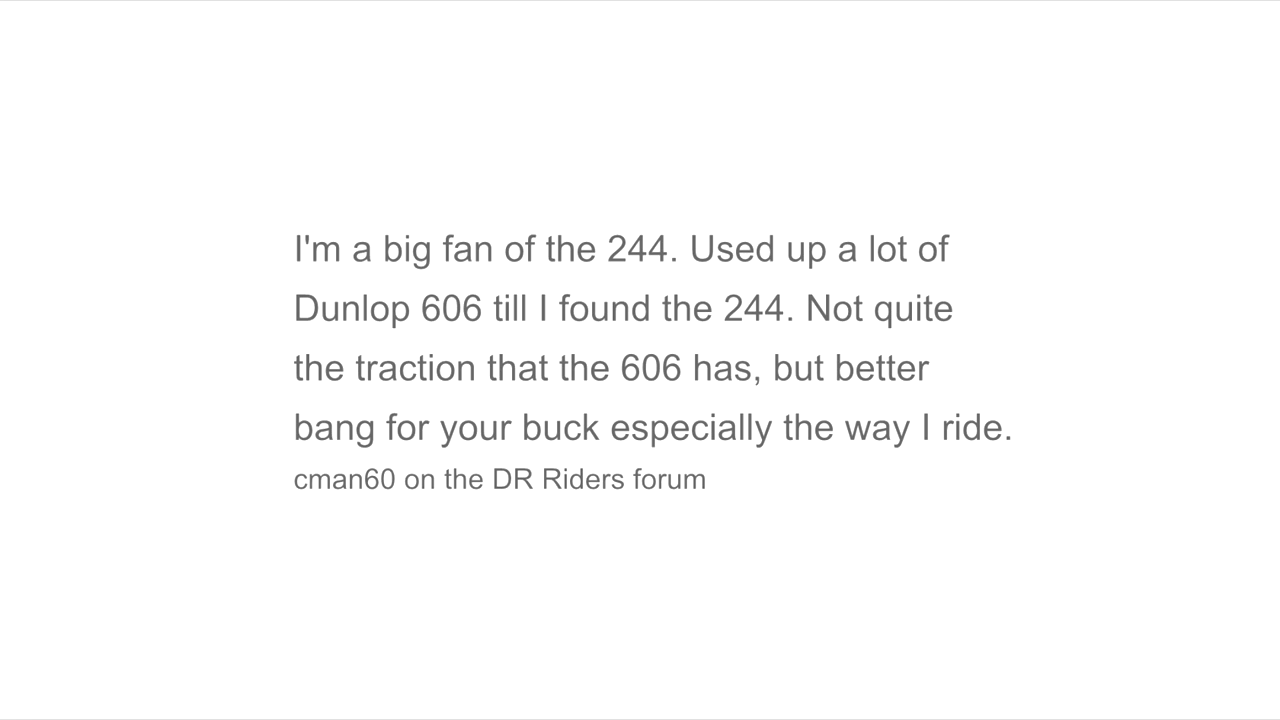 I'm a big fan of the 244. Used up a lot of
Dunlop 606 till I found the 244. Not quite
the traction that the 606 has, but better
bang for your buck especially the way I ride.
cman60 on the DR Riders forum